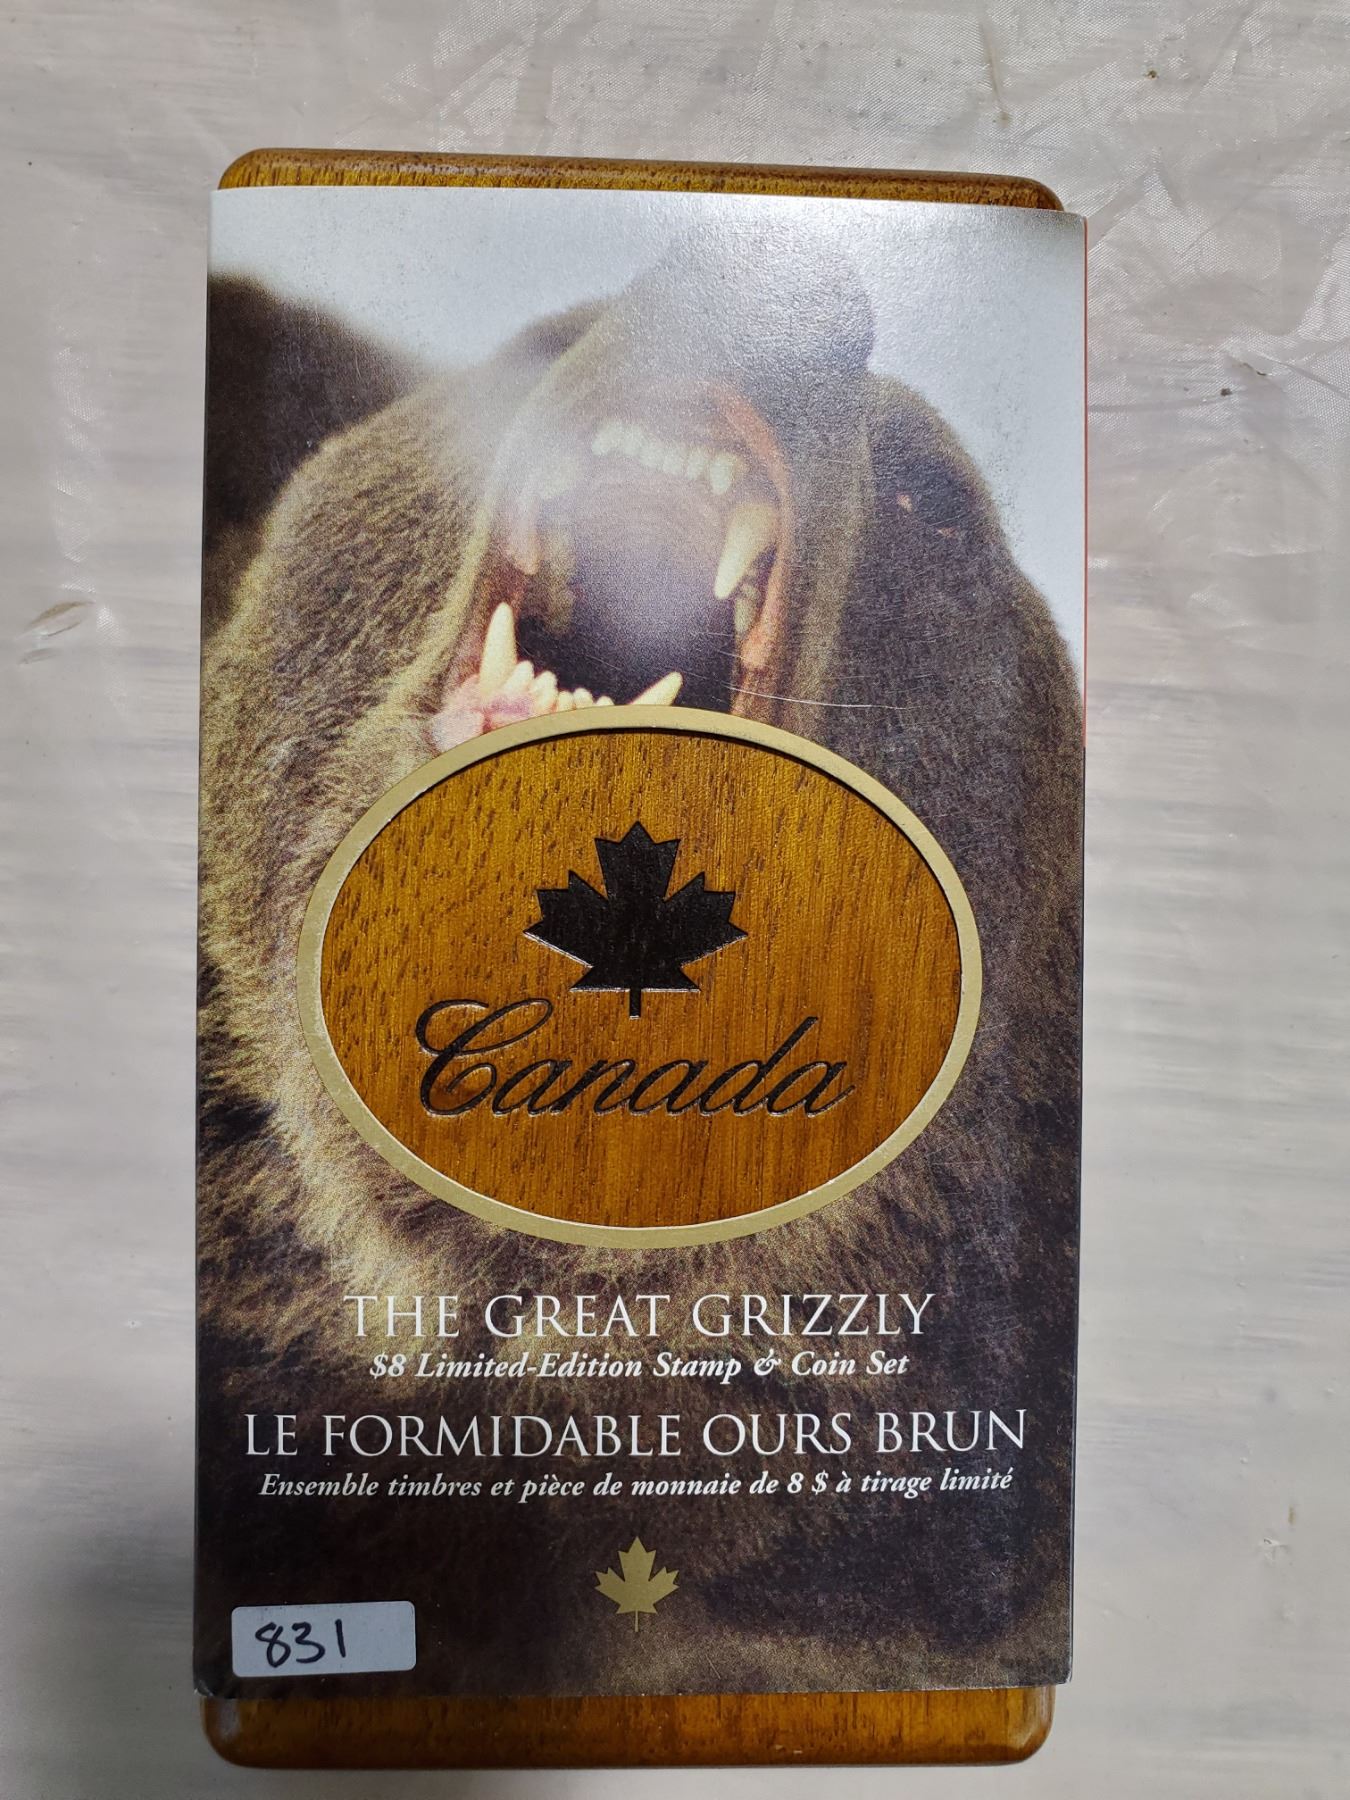 Canada
THE GREAT GRIZZLY
$8 Limited-Edition Stamp & Coin Set
LE FORMIDABLE OURS BRUN
Ensemble timbres et pièce de monnaie de 8 $ à tirage limité
831